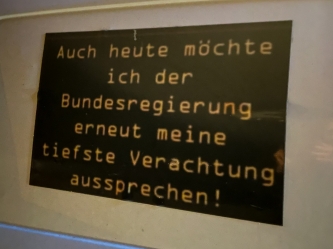 Auch heute möchte
ich der
Bundesregierung
erneut meine
tiefste Verachtung
aussprechen!